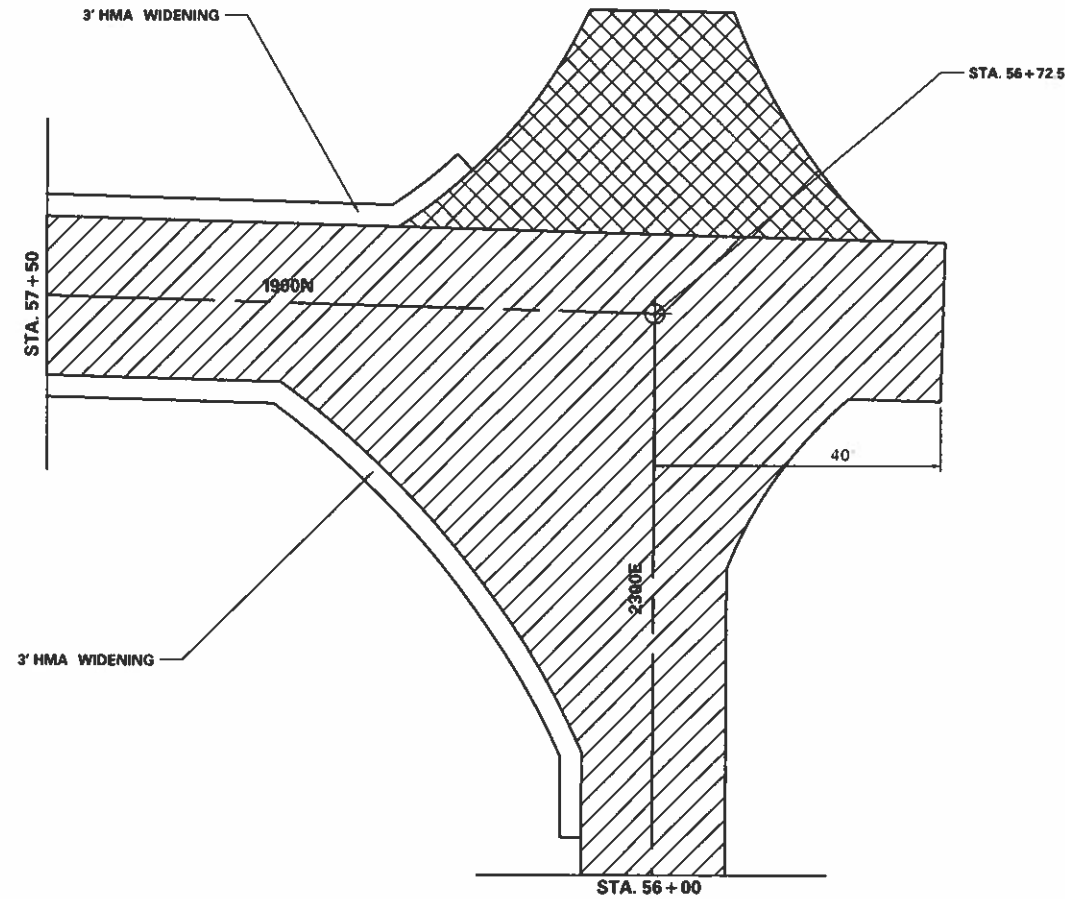 3' HMA WIDENING
STA. 56+72.5
STA. 57+50
1900N
40'
2300E
3' HMA WIDENING
STA. 56+00